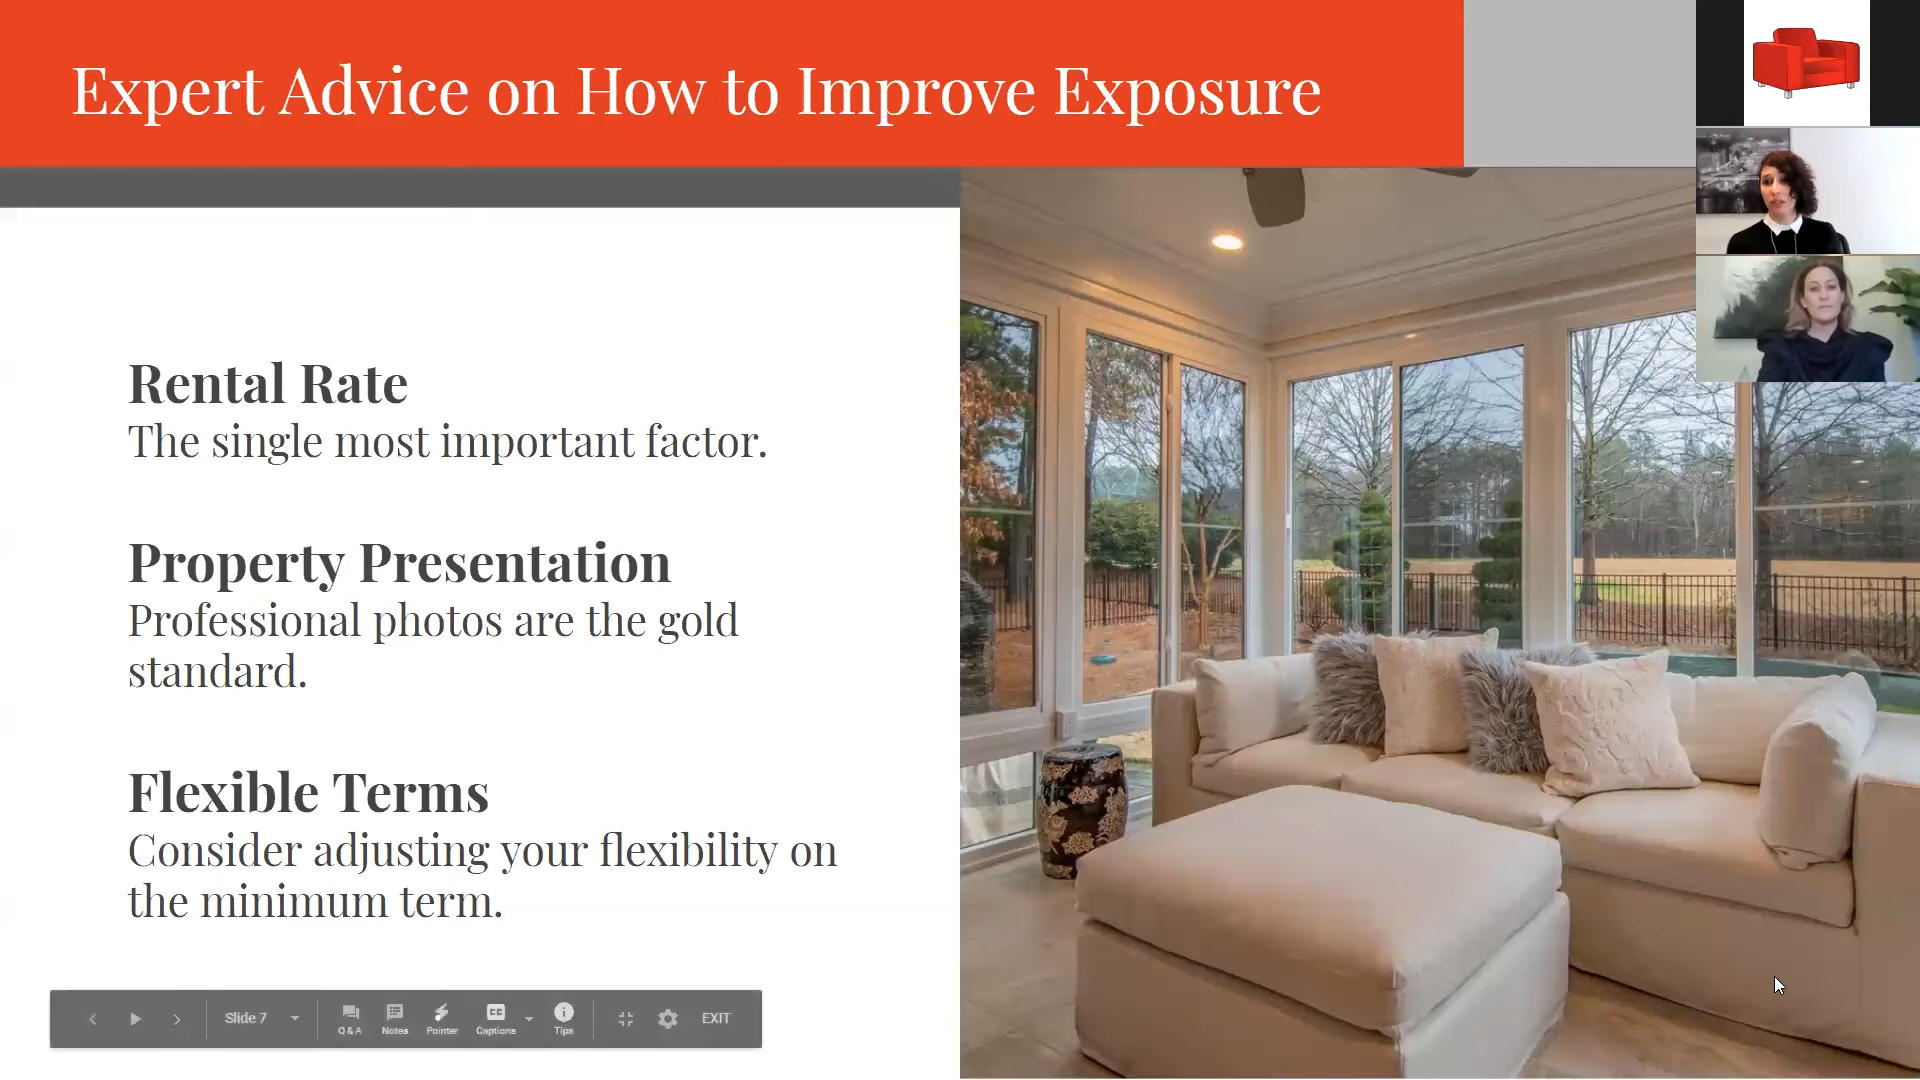 Expert Advice on How to Improve Exposure
Rental Rate
The single most important factor.
Property Presentation
Professional photos are the gold
standard.
Flexible Terms
Consider adjusting your flexibility on
the minimum term.
Slide 7
Q & A
Notes
Pointer
CC
Captions
Tips
EXIT